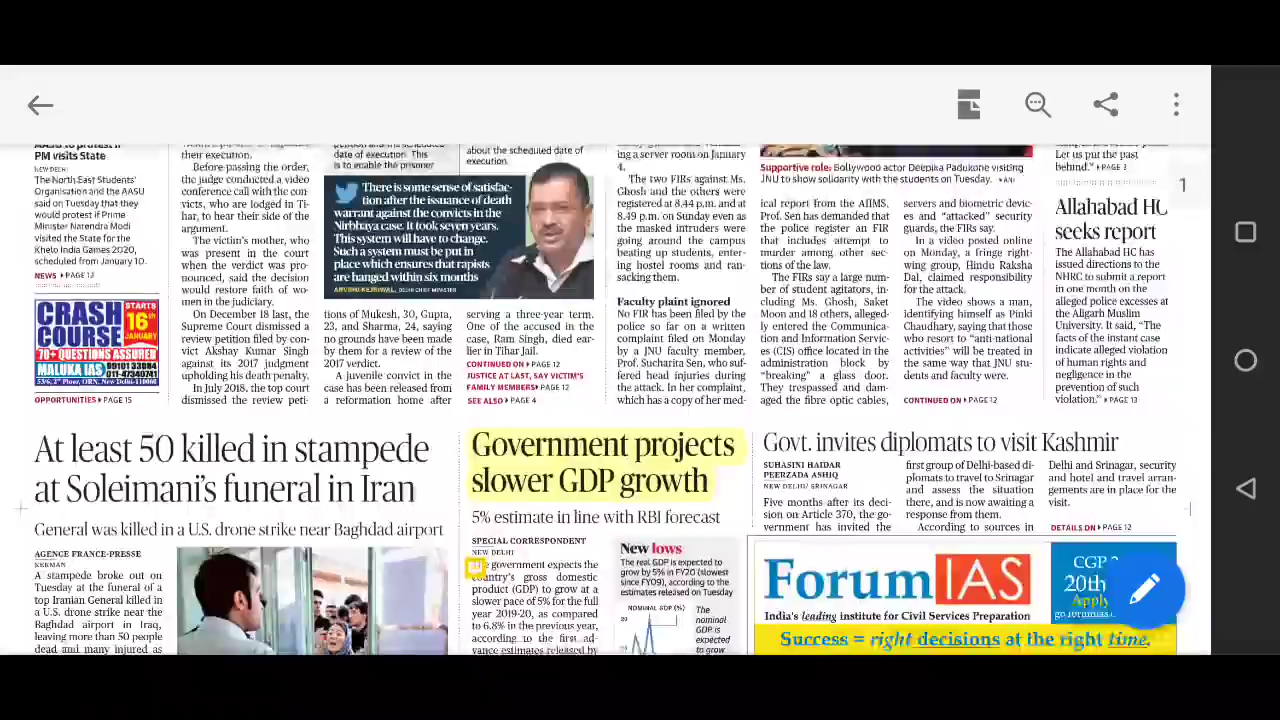 PM visits State
NEW DELHI
The North East Students'
Organisation and the AASU
said on Tuesday that they
would protest if Prime
Minister Narendra Modi
visited the State for the
Khelo India Games 2020,
scheduled from January 10.
NEWS ▸ PAGE 12
CRASH
COURSE
STARTS
16th
JANUARY
70+ QUESTIONS ASSURED
MALUKA IAS
OPPORTUNITIES ▸ PAGE 15
their execution.
Before passing the order,
the judge conducted a video
conference call with the con-
victs, who are lodged in Ti-
har, to hear their side of the
argument.
The victim's mother, who
was present in the court
when the verdict was pro-
nounced, said the decision
would restore faith of wo-
men in the judiciary.
On December 18 last, the
Supreme Court dismissed a
review petition filed by con-
vict Akshay Kumar Singh
against its 2017 judgment
upholding his death penalty.
In July 2018, the top court
dismissed the review peti-
date of execution. This
is to enable the prisoner
about the scheduled date of
execution.
There is some sense of satisfac-
tion after the issuance of death
warrant against the convicts in the
Nirbhaya case. It took seven years.
This system will have to change.
Such a system must be put in
place which ensures that rapists
are hanged within six months
ARVIND KEJRIWAL, DELHI CHIEF MINISTER
tions of Mukesh, 30, Gupta,
23, and Sharma, 24, saying
no grounds have been made
by them for a review of the
2017 verdict.
A juvenile convict in the
case has been released from
a reformation home after
serving a three-year term.
One of the accused in the
case, Ram Singh, died ear-
lier in Tihar Jail.
CONTINUED ON ▸ PAGE 12
JUSTICE AT LAST, SAY VICTIM'S
FAMILY MEMBERS ▸ PAGE 12
SEE ALSO ▸ PAGE 4
ing a server room on January
4.
The two FIRs against Ms.
Ghosh and the others were
registered at 8.44 p.m. and at
8.49 p.m. on Sunday even as
the masked intruders were
going around the campus
beating up students, enter-
ing hostel rooms and ran-
sacking them.
Faculty plaint ignored
No FIR has been filed by the
police so far on a written
complaint filed on Monday
by a JNU faculty member,
Prof. Sucharita Sen, who suf-
fered head injuries during
the attack. In her complaint,
which has a copy of her med-
Supportive role: Bollywood actor Deepika Padukone visiting
JNU to show solidarity with the students on Tuesday. ▪ ANI
ical report from the AIIMS,
Prof. Sen has demanded that
the police register an FIR
that includes attempt to
murder among other sec-
tions of the law.
The FIRs say a large num-
ber of student agitators, in-
cluding Ms. Ghosh, Saket
Moon and 18 others, alleged-
ly entered the Communica-
tion and Information Servic-
es (CIS) office located in the
administration block by
"breaking" a glass door.
They trespassed and dam-
aged the fibre optic cables,
servers and biometric devic-
es and "attacked" security
guards, the FIRs say.
In a video posted online
on Monday, a fringe right-
wing group, Hindu Raksha
Dal, claimed responsibility
for the attack.
The video shows a man,
identifying himself as Pinki
Chaudhary, saying that those
who resort to "anti-national
activities" will be treated in
the same way that JNU stu-
dents and faculty were.
CONTINUED ON ▸ PAGE 12
Let us put the past
behind."
Allahabad HC
seeks report
The Allahabad HC has
issued directions to the
NHRC to submit a report
in one month on the
alleged police excesses at
the Aligarh Muslim
University. It said, "The
facts of the instant case
indicate alleged violation
of human rights and
negligence in the
prevention of such
violation." ▸ PAGE 13
1
At least 50 killed in stampede
at Soleimani's funeral in Iran
General was killed in a U.S. drone strike near Baghdad airport
AGENCE FRANCE-PRESSE
KERMAN
A stampede broke out on
Tuesday at the funeral of a
top Iranian General killed in
a U.S. drone strike near the
Baghdad airport in Iraq,
leaving more than 50 people
dead and many injured as
Government projects
slower GDP growth
5% estimate in line with RBI forecast
SPECIAL CORRESPONDENT
NEW DELHI
government expects the
country's gross domestic
product (GDP) to grow at a
slower pace of 5% for the full
year 2019-20, as compared
to 6.8% in the previous year,
according to the first ad-
vance estimates released by
New lows
The real GDP is expected to
grow by 5% in FY20 (slowest
since FY09), according to the
estimates released on Tuesday
NOMINAL GDP (%)
20
The
nominal
GDP is
expected
to grow
Govt. invites diplomats to visit Kashmir
SUHASINI HAIDAR
PEERZADA ASHIQ
NEW DELHI/ SRINAGAR
Five months after its deci-
sion on Article 370, the go-
vernment has invited the
first group of Delhi-based di-
plomats to travel to Srinagar
and assess the situation
there, and is now awaiting a
response from them.
According to sources in
Delhi and Srinagar, security
and hotel and travel arran-
gements are in place for the
visit.
DETAILS ON ▸ PAGE 12
Forum IAS
India's leading institute for Civil Services Preparation
CGP
20th
Apply
Success = right decisions at the right time.